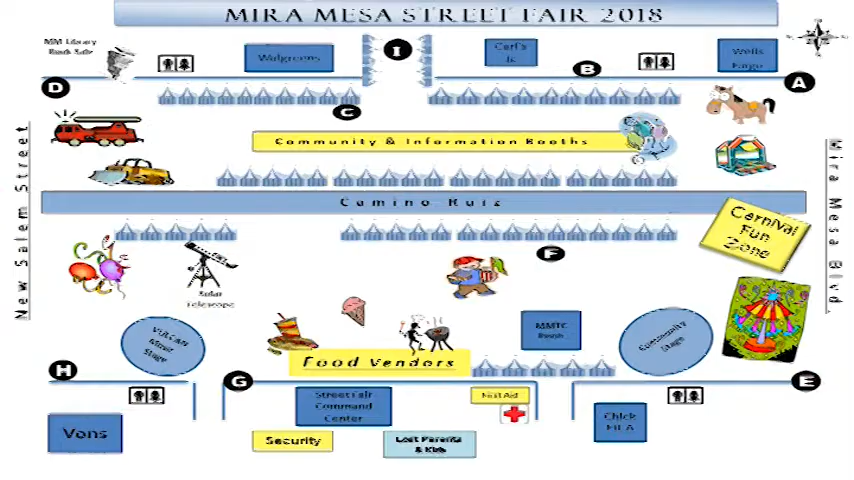 MIRA MESA STREET FAIR 2018
MM Library
Book Sale
Walgreens
I
Carl's
Jr.
B
Wells
Fargo
A
D
C
Community & Information Booths
New Salem Street
Mira Mesa Blvd
Camino Ruiz
Carnival
Fun
Zone
F
Solar
Telescope
VULCAN
Music
Stage
MMTC
Booth
Community
Stage
Food Vendors
H
G
E
Street Fair
Command
Center
First Aid
Chick
Fil A
Vons
Security
Lost Parents
& Kids